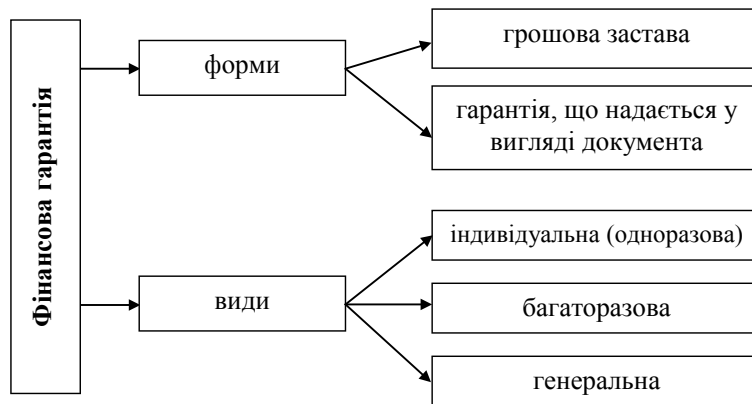 Фінансова гарантія
форми
грошова застава
гарантія, що надається у
вигляді документа
види
індивідуальна (одноразова)
багаторазова
генеральна